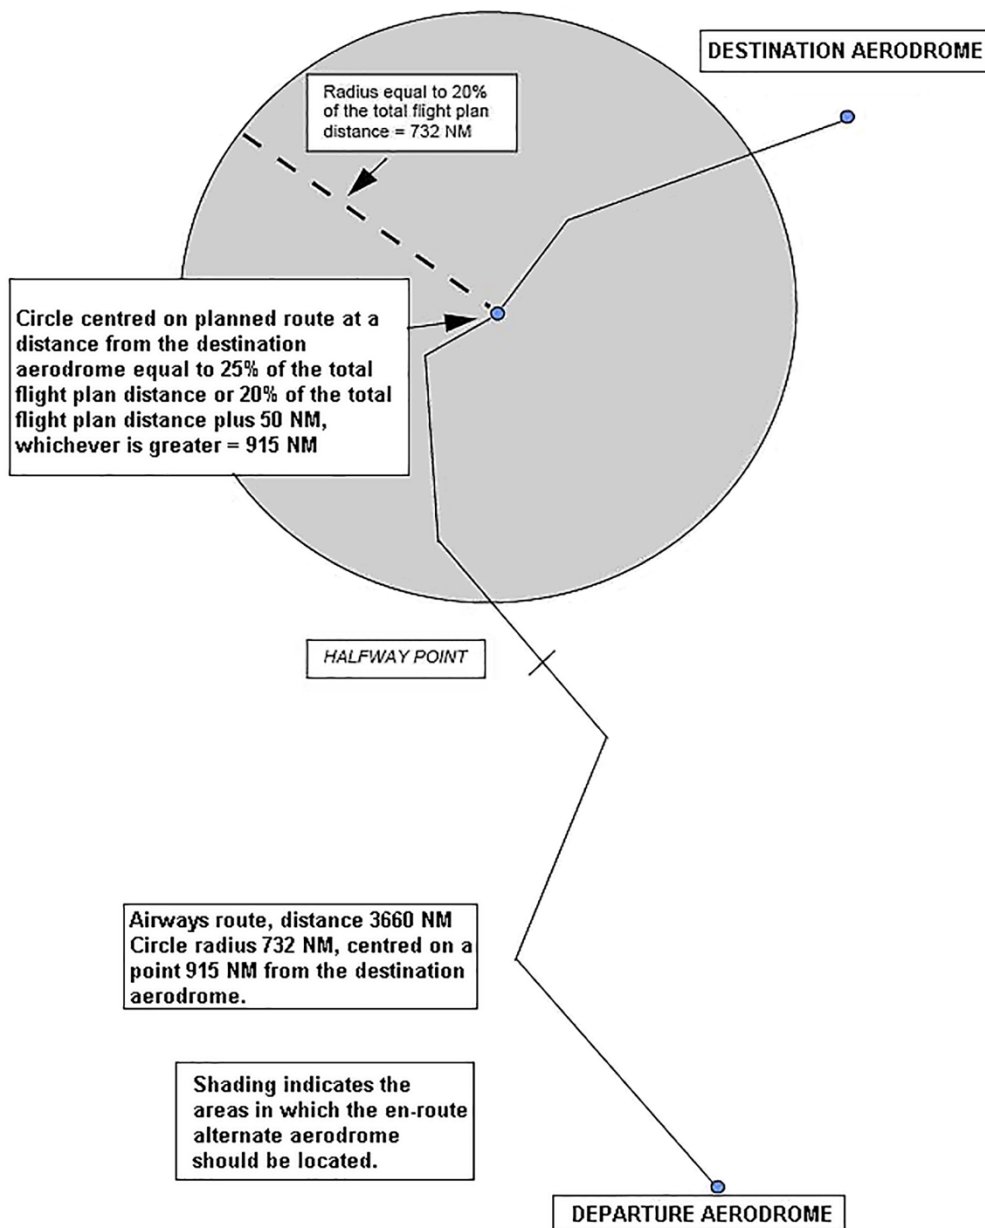 DESTINATION AERODROME
Radius equal to 20%
of the total flight plan
distance = 732 NM
Circle centred on planned route at a
distance from the destination
aerodrome equal to 25% of the total
flight plan distance or 20% of the total
flight plan distance plus 50 NM,
whichever is greater = 915 NM
HALFWAY POINT
Airways route, distance 3660 NM
Circle radius 732 NM, centred on a
point 915 NM from the destination
aerodrome.
Shading indicates the
areas in which the en-route
alternate aerodrome
should be located.
DEPARTURE AERODROME